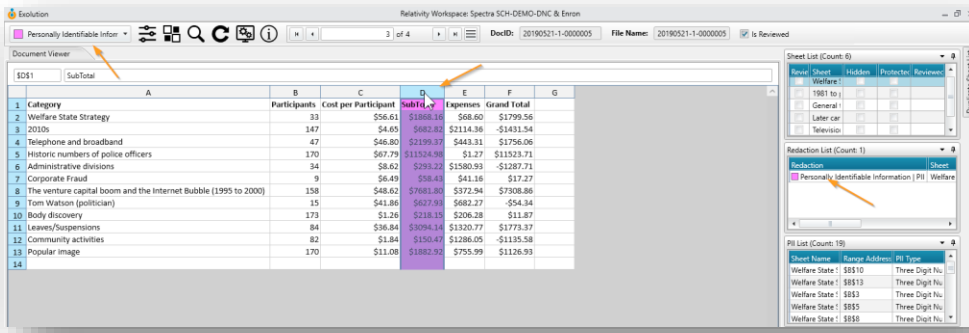 Exolution
Relativity Workspace: Spectra SCH-DEMO-DNC & Enron
Personally Identifiable Inform
3 of 4
DocID: 20190521-1-0000005 File Name: 20190521-1-0000005 Is Reviewed
Document Viewer
$D$1 SubTotal
A B C D E F G
1 Category Participants Cost per Participant Expenses Grand Total
2 Welfare State Strategy 33 $56.61 $1868.16 $68.60 $1799.56
3 2010s 147 $4.65 $682.82 $2114.36 -$1431.54
4 Telephone and broadband 47 $46.80 $2199.37 $443.31 $1756.06
5 Historic numbers of police officers 170 $67.79 $11524.98 $1.27 $11523.71
6 Administrative divisions 34 $8.62 $293.22 $1580.93 -$1287.71
7 Corporate Fraud 9 $6.49 $58.43 $41.16 $17.27
8 The venture capital boom and the Internet Bubble (1995 to 2000) 158 $48.62 $7681.80 $372.94 $7308.86
9 Tom Watson (politician) 15 $41.86 $627.93 $682.27 -$54.34
10 Body discovery 173 $1.26 $218.15 $206.28 $11.87
11 Leaves/Suspensions 84 $36.84 $3094.14 $1320.77 $1773.37
12 Community activities 82 $1.84 $150.47 $1286.05 -$1135.58
13 Popular image 170 $11.08 $1882.92 $755.99 $1126.93
14
Sheet List (Count: 6)
Revie Sheet Hidden Protected Reviewed
Welfare
1981 to
General
Later car
Televisio
Redaction List (Count: 1)
Redaction Sheet
Personally Identifiable Information | PII Welfare
PII List (Count: 19)
Sheet Name Range Address PII Type
Welfare State $B$10 Three Digit Nu
Welfare State $B$13 Three Digit Nu
Welfare State $B$3 Three Digit Nu
Welfare State $B$5 Three Digit Nu
Welfare State $B$8 Three Digit Nu